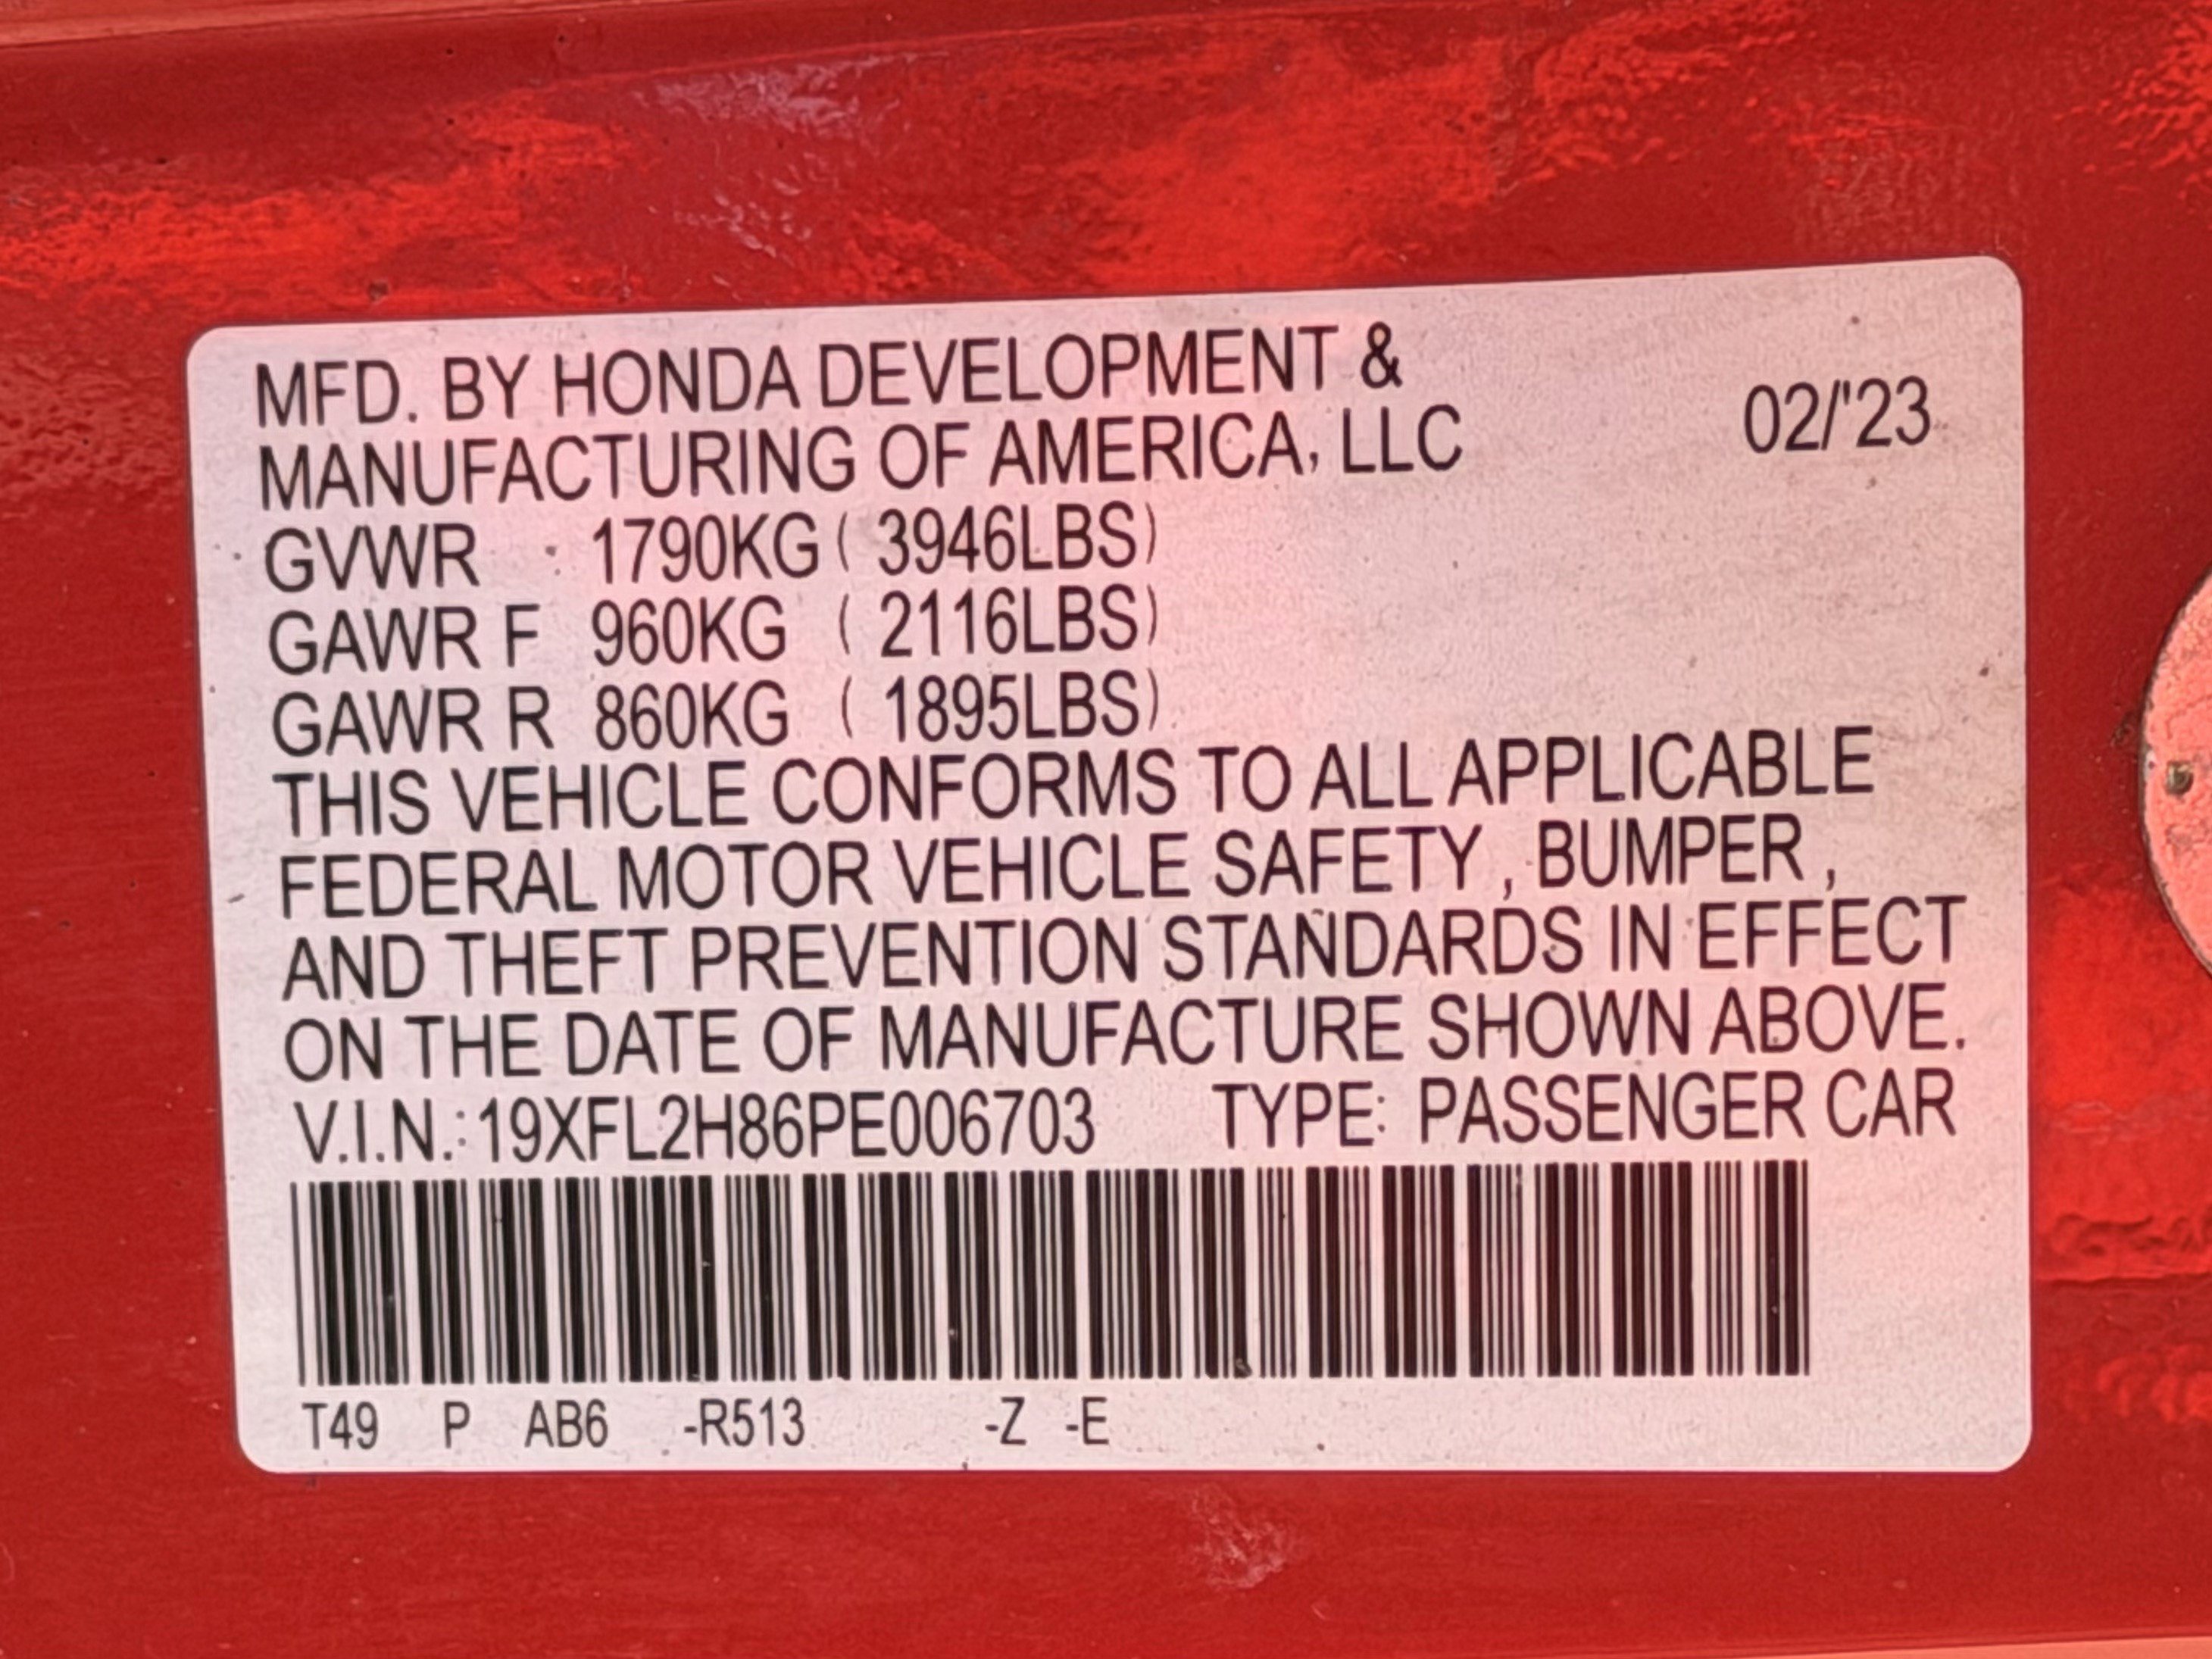 MFD. BY HONDA DEVELOPMENT &
MANUFACTURING OF AMERICA, LLC 02/'23
GVWR 1790KG ( 3946LBS)
GAWR F 960KG ( 2116LBS)
GAWR R 860KG ( 1895LBS)
THIS VEHICLE CONFORMS TO ALL APPLICABLE
FEDERAL MOTOR VEHICLE SAFETY , BUMPER ,
AND THEFT PREVENTION STANDARDS IN EFFECT
ON THE DATE OF MANUFACTURE SHOWN ABOVE.
V.I.N.: 19XFL2H86PE006703 TYPE: PASSENGER CAR
T49 P AB6 -R513 -Z -E